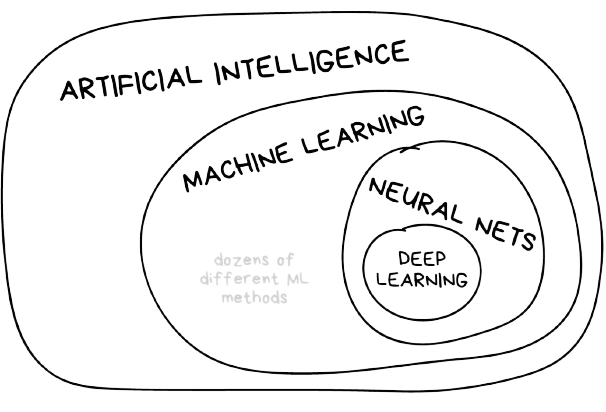 ARTIFICIAL INTELLIGENCE
MACHINE LEARNING
NEURAL NETS
DEEP
LEARNING
dozens of
different ML
methods